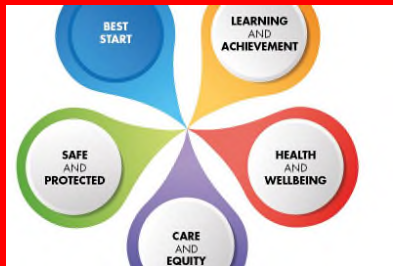 BEST
START
LEARNING
AND
ACHIEVEMENT
SAFE
AND
PROTECTED
HEALTH
AND
WELLBEING
CARE
AND
EQUITY